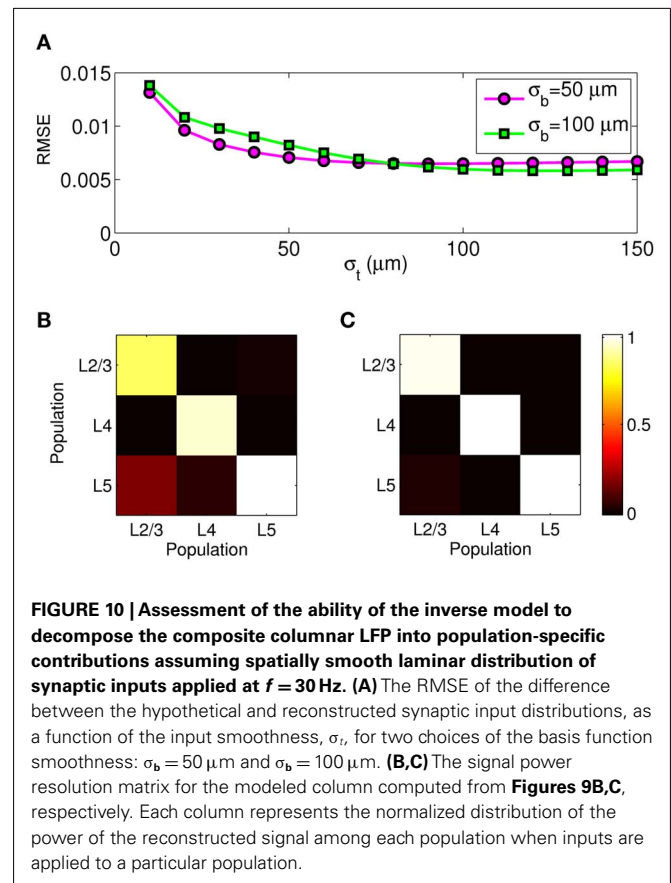 A
0.015
0.01
0.005
0
RMSE
0
50
100
150
σt (μm)
σb=50 μm
σb=100 μm
B
C
L2/3
L4
L5
Population
L2/3
L4
L5
Population
L2/3
L4
L5
L2/3
L4
L5
Population
1
0.5
0
FIGURE 10 | Assessment of the ability of the inverse model to
decompose the composite columnar LFP into population-specific
contributions assuming spatially smooth laminar distribution of
synaptic inputs applied at f = 30 Hz. (A) The RMSE of the difference
between the hypothetical and reconstructed synaptic input distributions, as
a function of the input smoothness, σt, for two choices of the basis function
smoothness: σb = 50 μm and σb = 100 μm. (B,C) The signal power
resolution matrix for the modeled column computed from Figures 9B,C,
respectively. Each column represents the normalized distribution of the
power of the reconstructed signal among each population when inputs are
applied to a particular population.